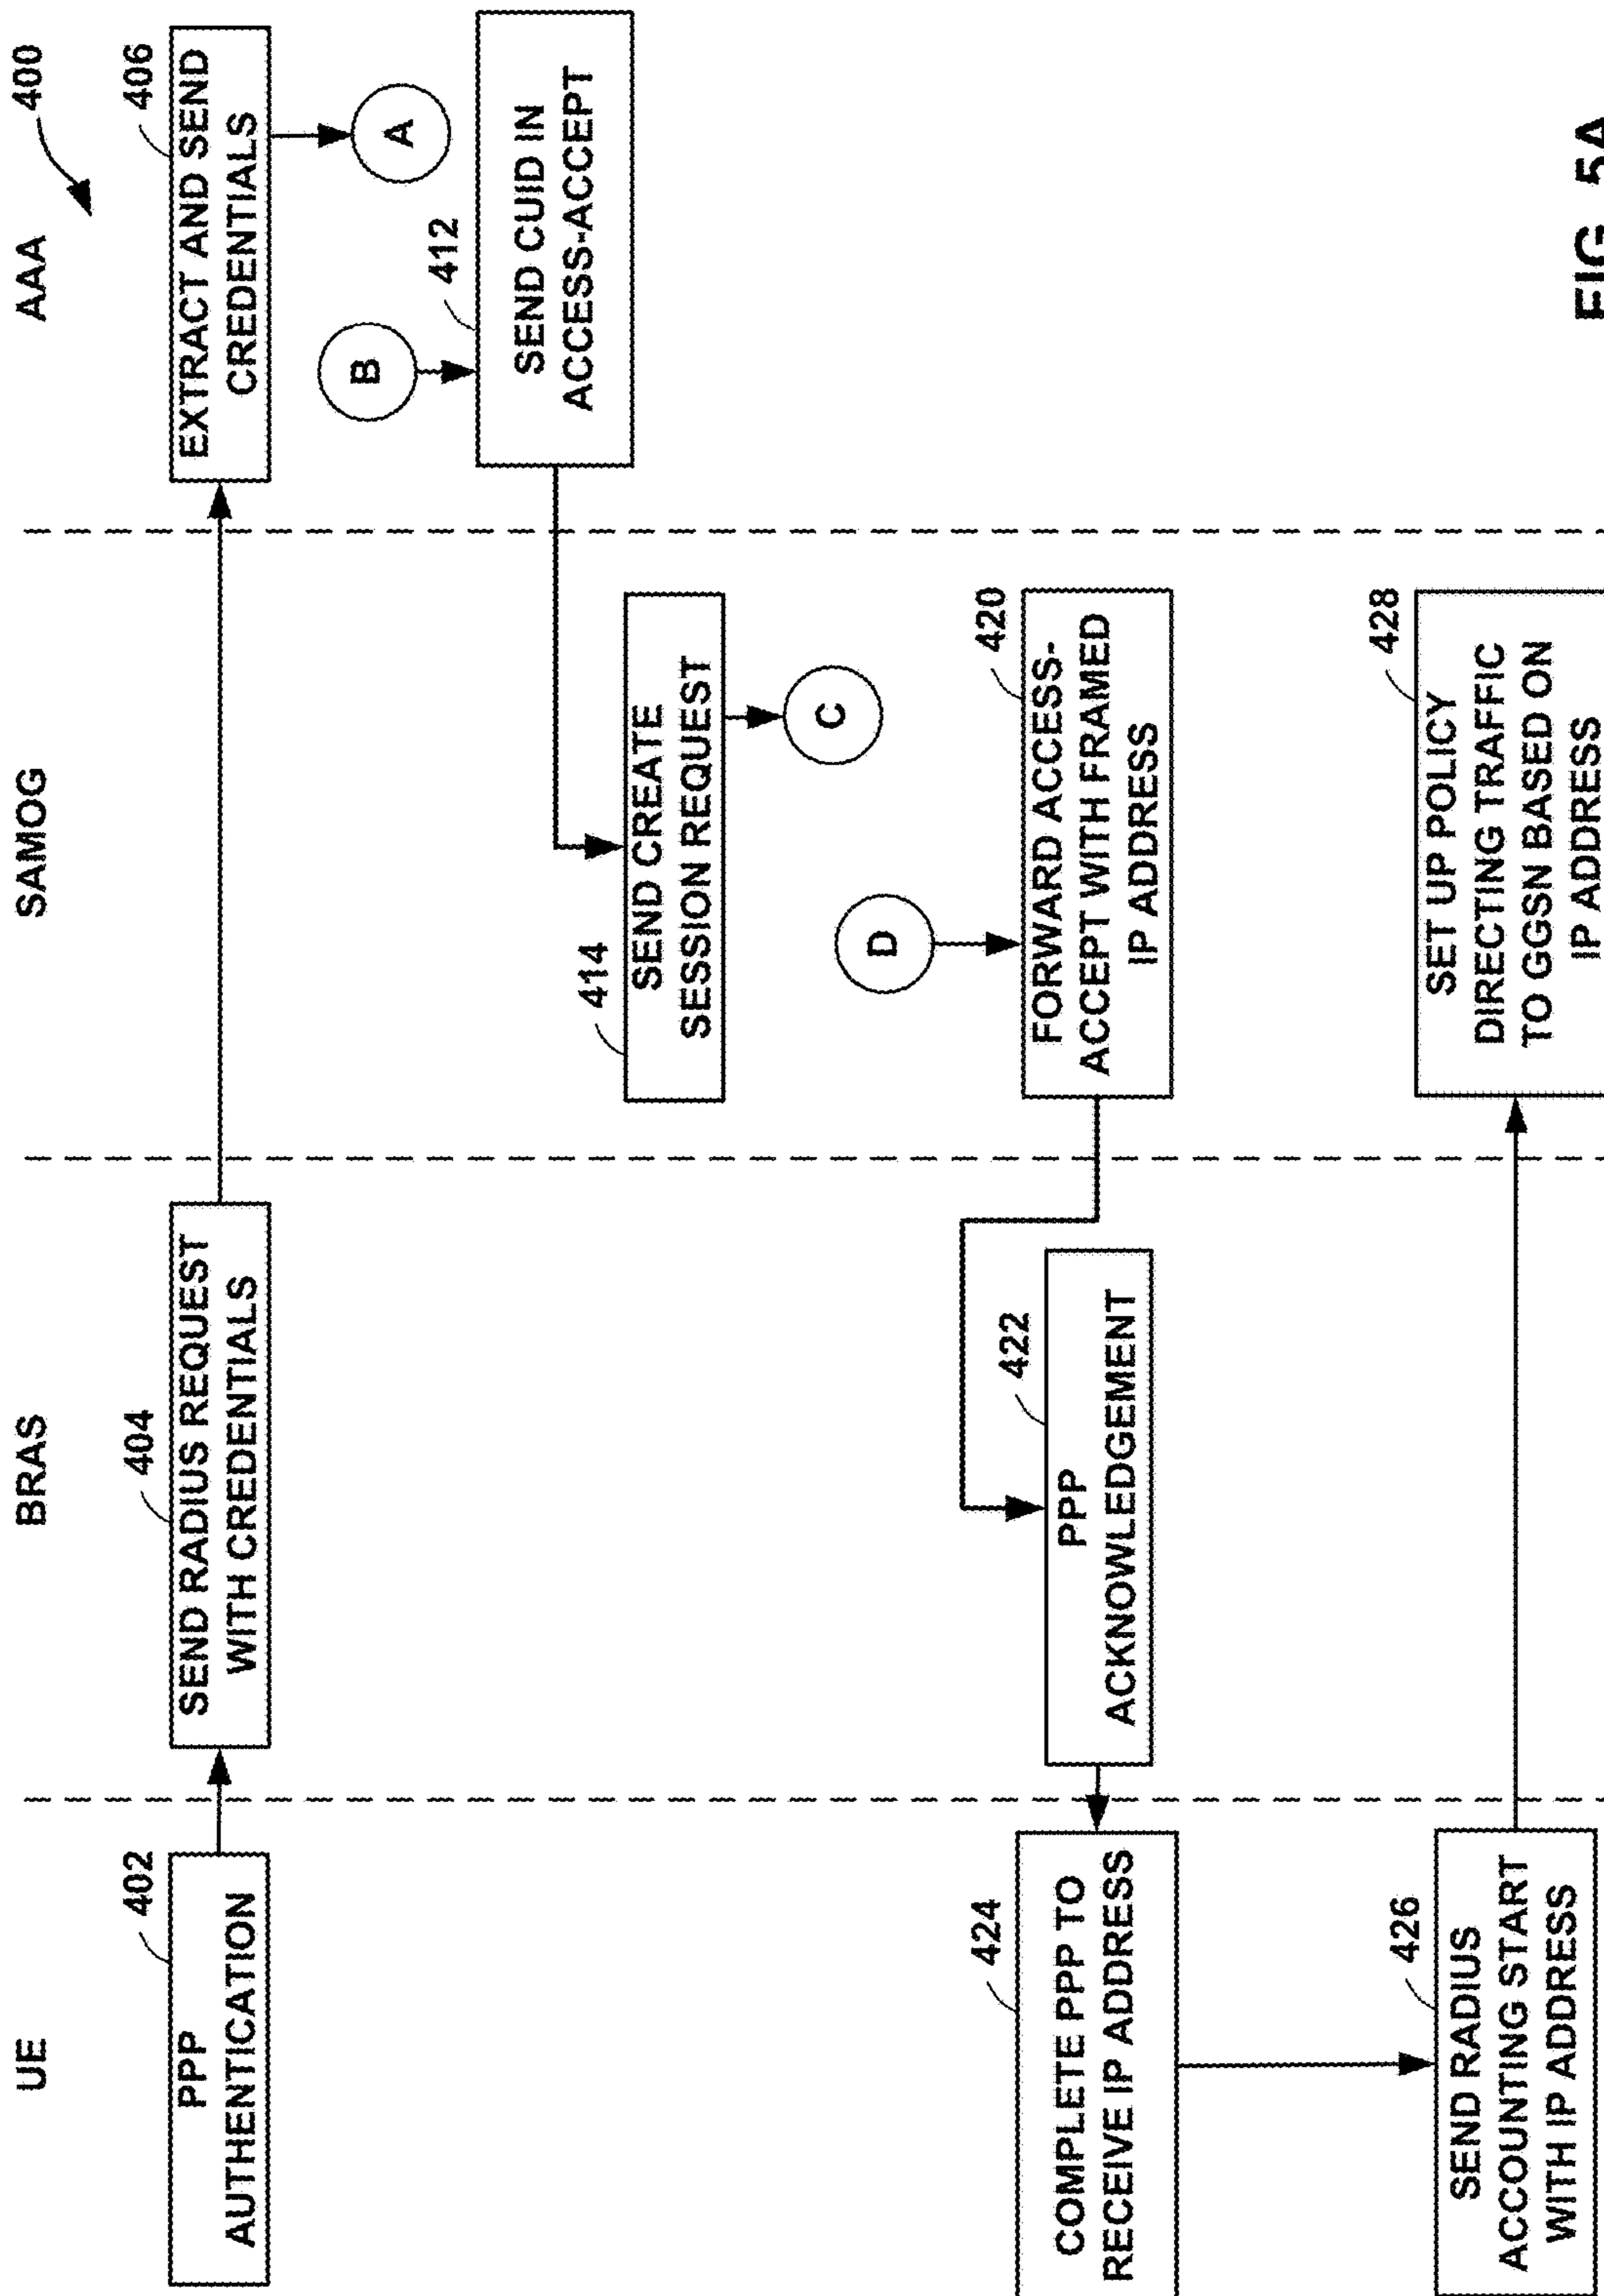 UE
BRAS
SAMOG
AAA
400
402
PPP
AUTHENTICATION
404
SEND RADIUS REQUEST
WITH CREDENTIALS
406
EXTRACT AND SEND
CREDENTIALS
A
B
412
SEND CUID IN
ACCESS-ACCEPT
414
SEND CREATE
SESSION REQUEST
C
D
420
FORWARD ACCESS-
ACCEPT WITH FRAMED
IP ADDRESS
422
PPP
ACKNOWLEDGEMENT
424
COMPLETE PPP TO
RECEIVE IP ADDRESS
426
SEND RADIUS
ACCOUNTING START
WITH IP ADDRESS
428
SET UP POLICY
DIRECTING TRAFFIC
TO GGSN BASED ON
IP ADDRESS
FIG. 5A